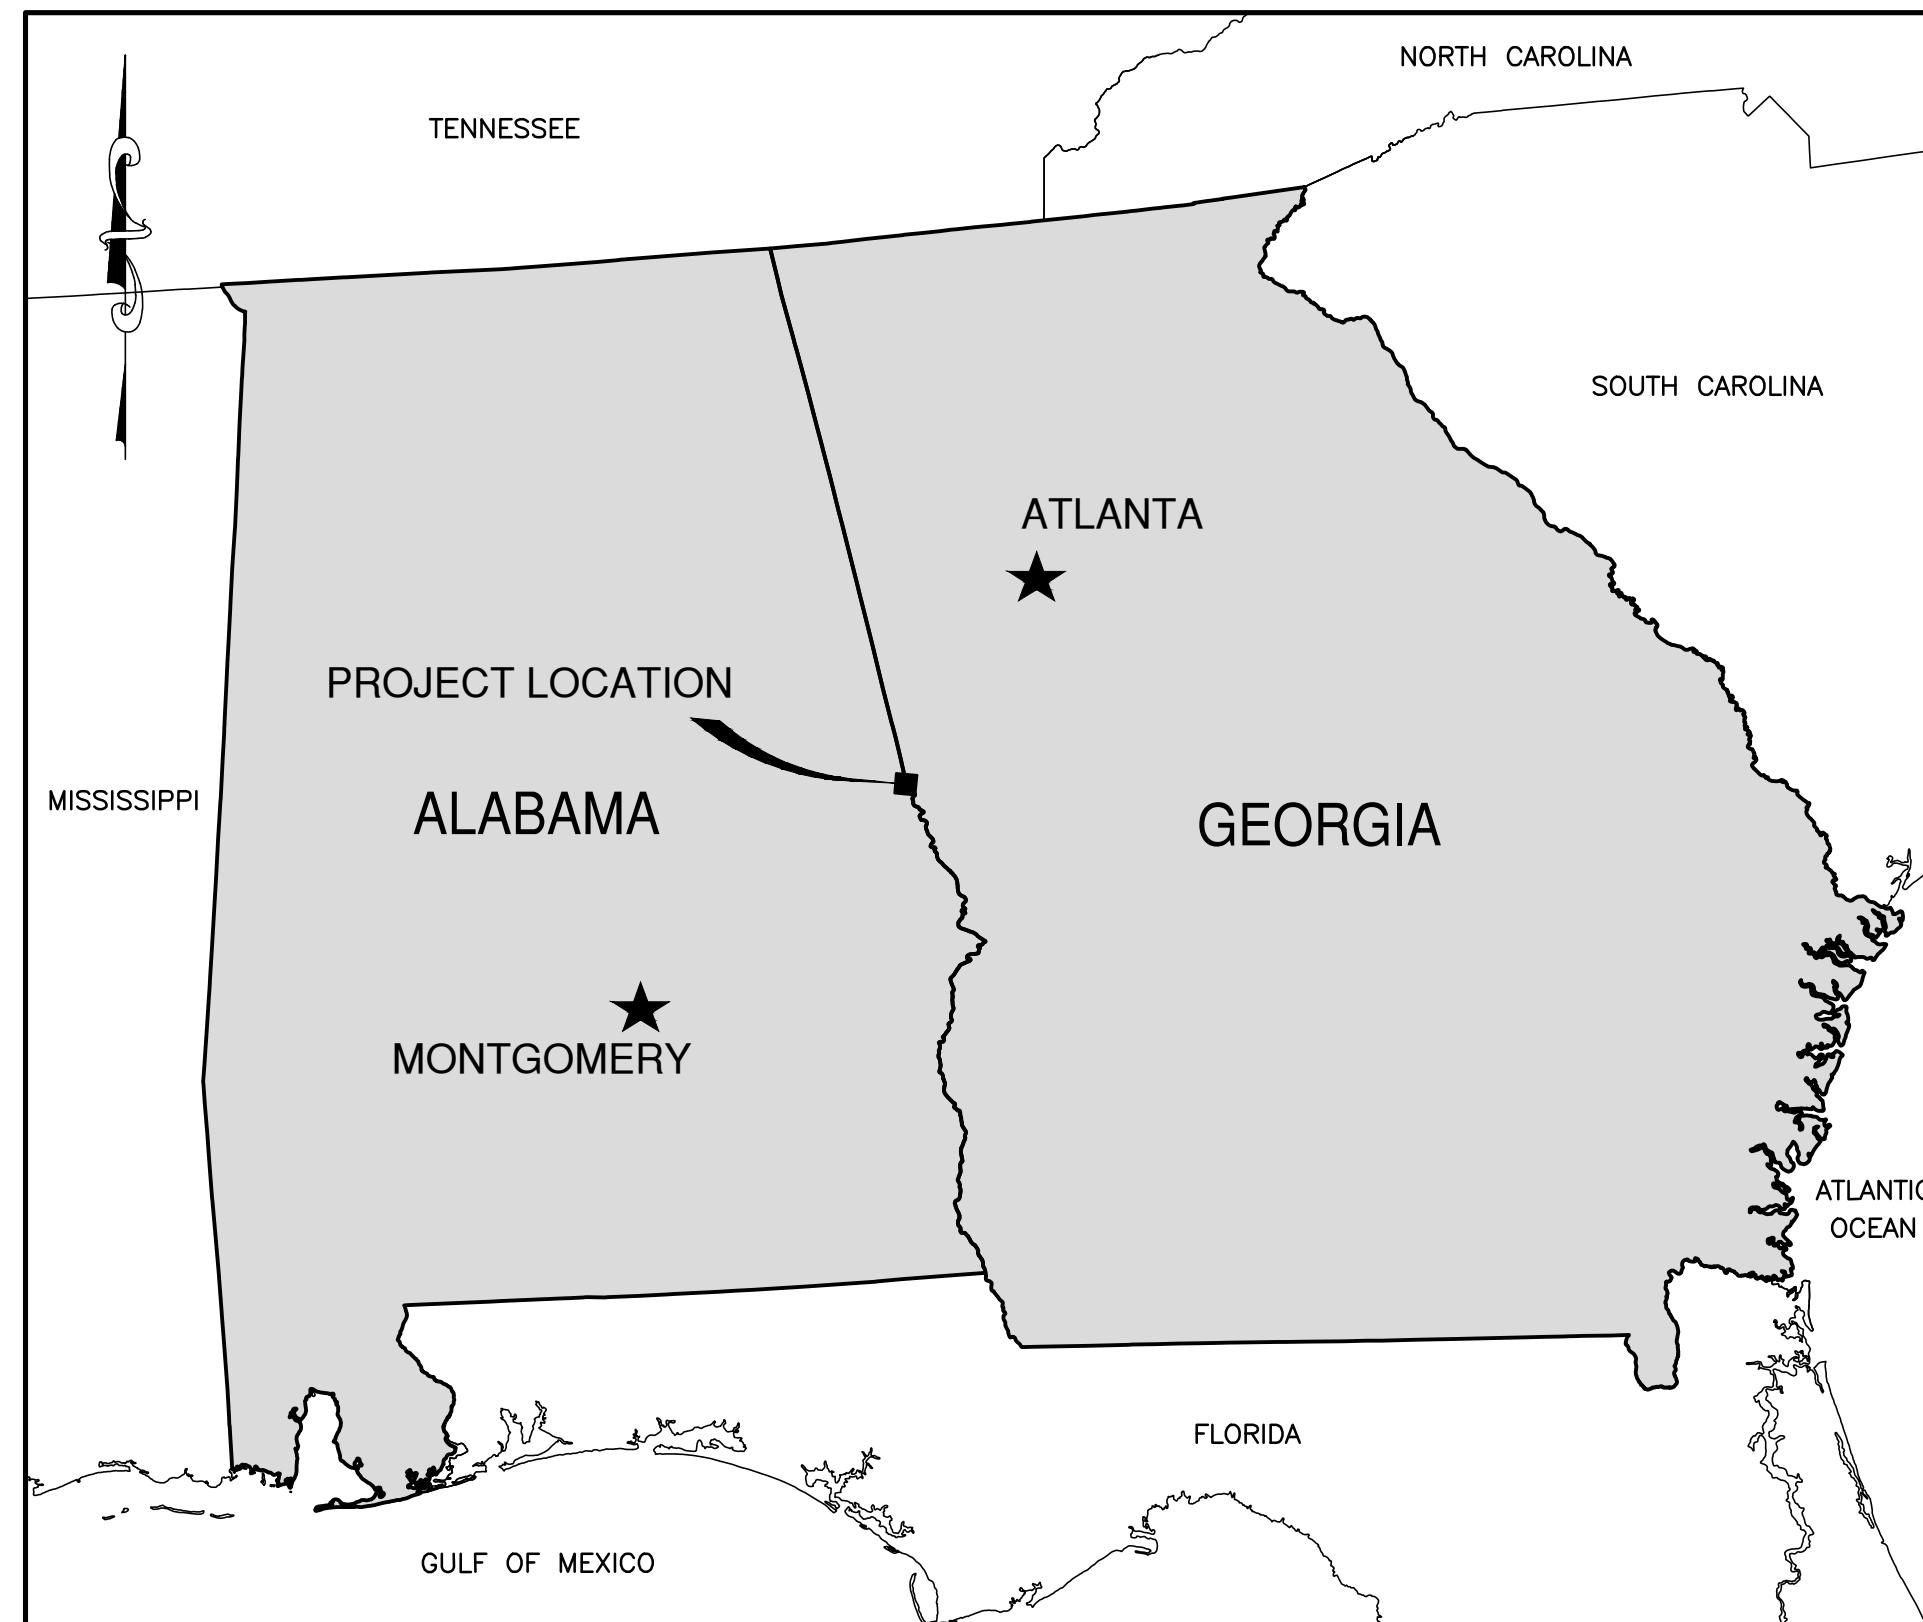 NORTH CAROLINA
TENNESSEE
SOUTH CAROLINA
ATLANTA
PROJECT LOCATION
MISSISSIPPI
ALABAMA
GEORGIA
MONTGOMERY
ATLANTIC
OCEAN
FLORIDA
GULF OF MEXICO